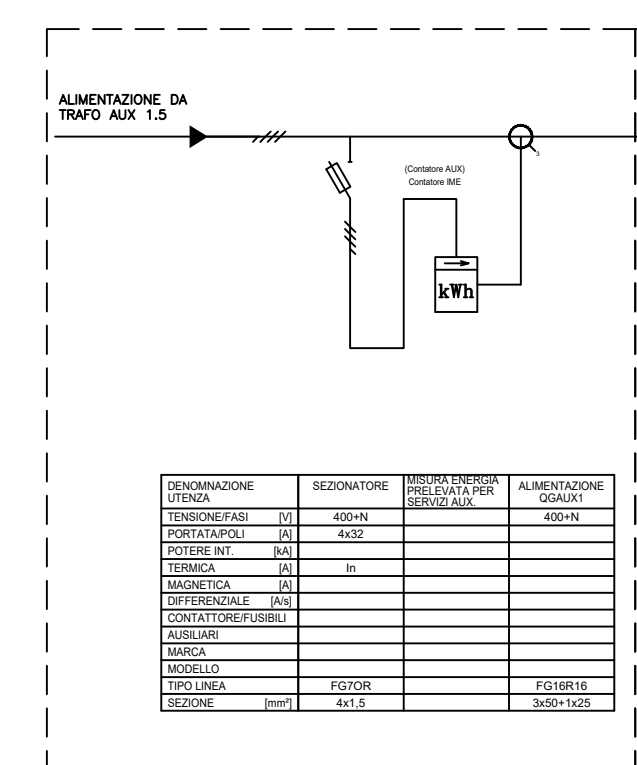 ALIMENTAZIONE DA
TRAFO AUX 1.5
3
(Contatore AUX)
Contatore IME
kWh
DENOMNAZIONE UTENZA SEZIONATORE MISURA ENERGIA PRELEVATA PER SERVIZI AUX. ALIMENTAZIONE QGAUX1
TENSIONE/FASI [V] 400+N 400+N
PORTATA/POLI [A] 4x32
POTERE INT. [kA]
TERMICA [A] In
MAGNETICA [A]
DIFFERENZIALE [A/s]
CONTATTORE/FUSIBILI
AUSILIARI
MARCA
MODELLO
TIPO LINEA FG7OR FG16R16
SEZIONE [mm²] 4x1,5 3x50+1x25